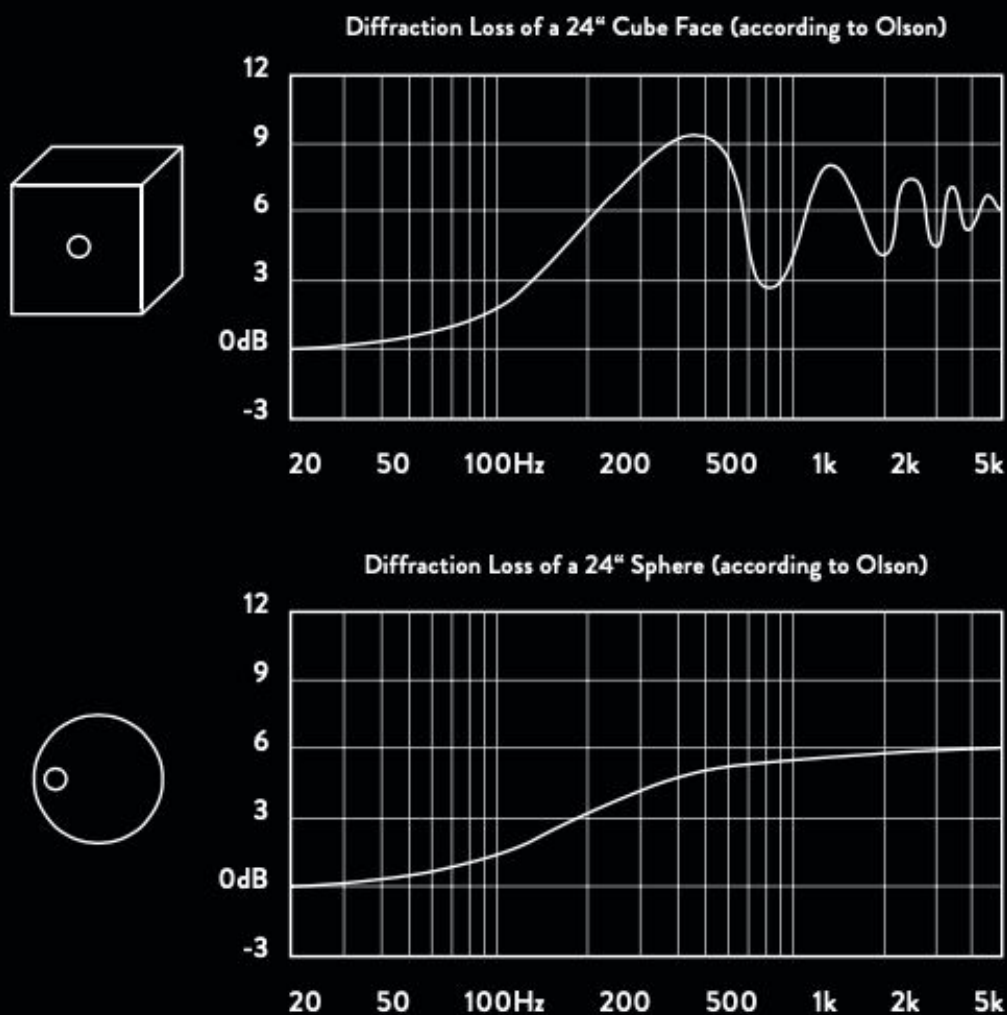 Diffraction Loss of a 24“ Cube Face (according to Olson)
12
9
6
3
0dB
-3
20 50 100Hz 200 500 1k 2k 5k
Diffraction Loss of a 24“ Sphere (according to Olson)
12
9
6
3
0dB
-3
20 50 100Hz 200 500 1k 2k 5k